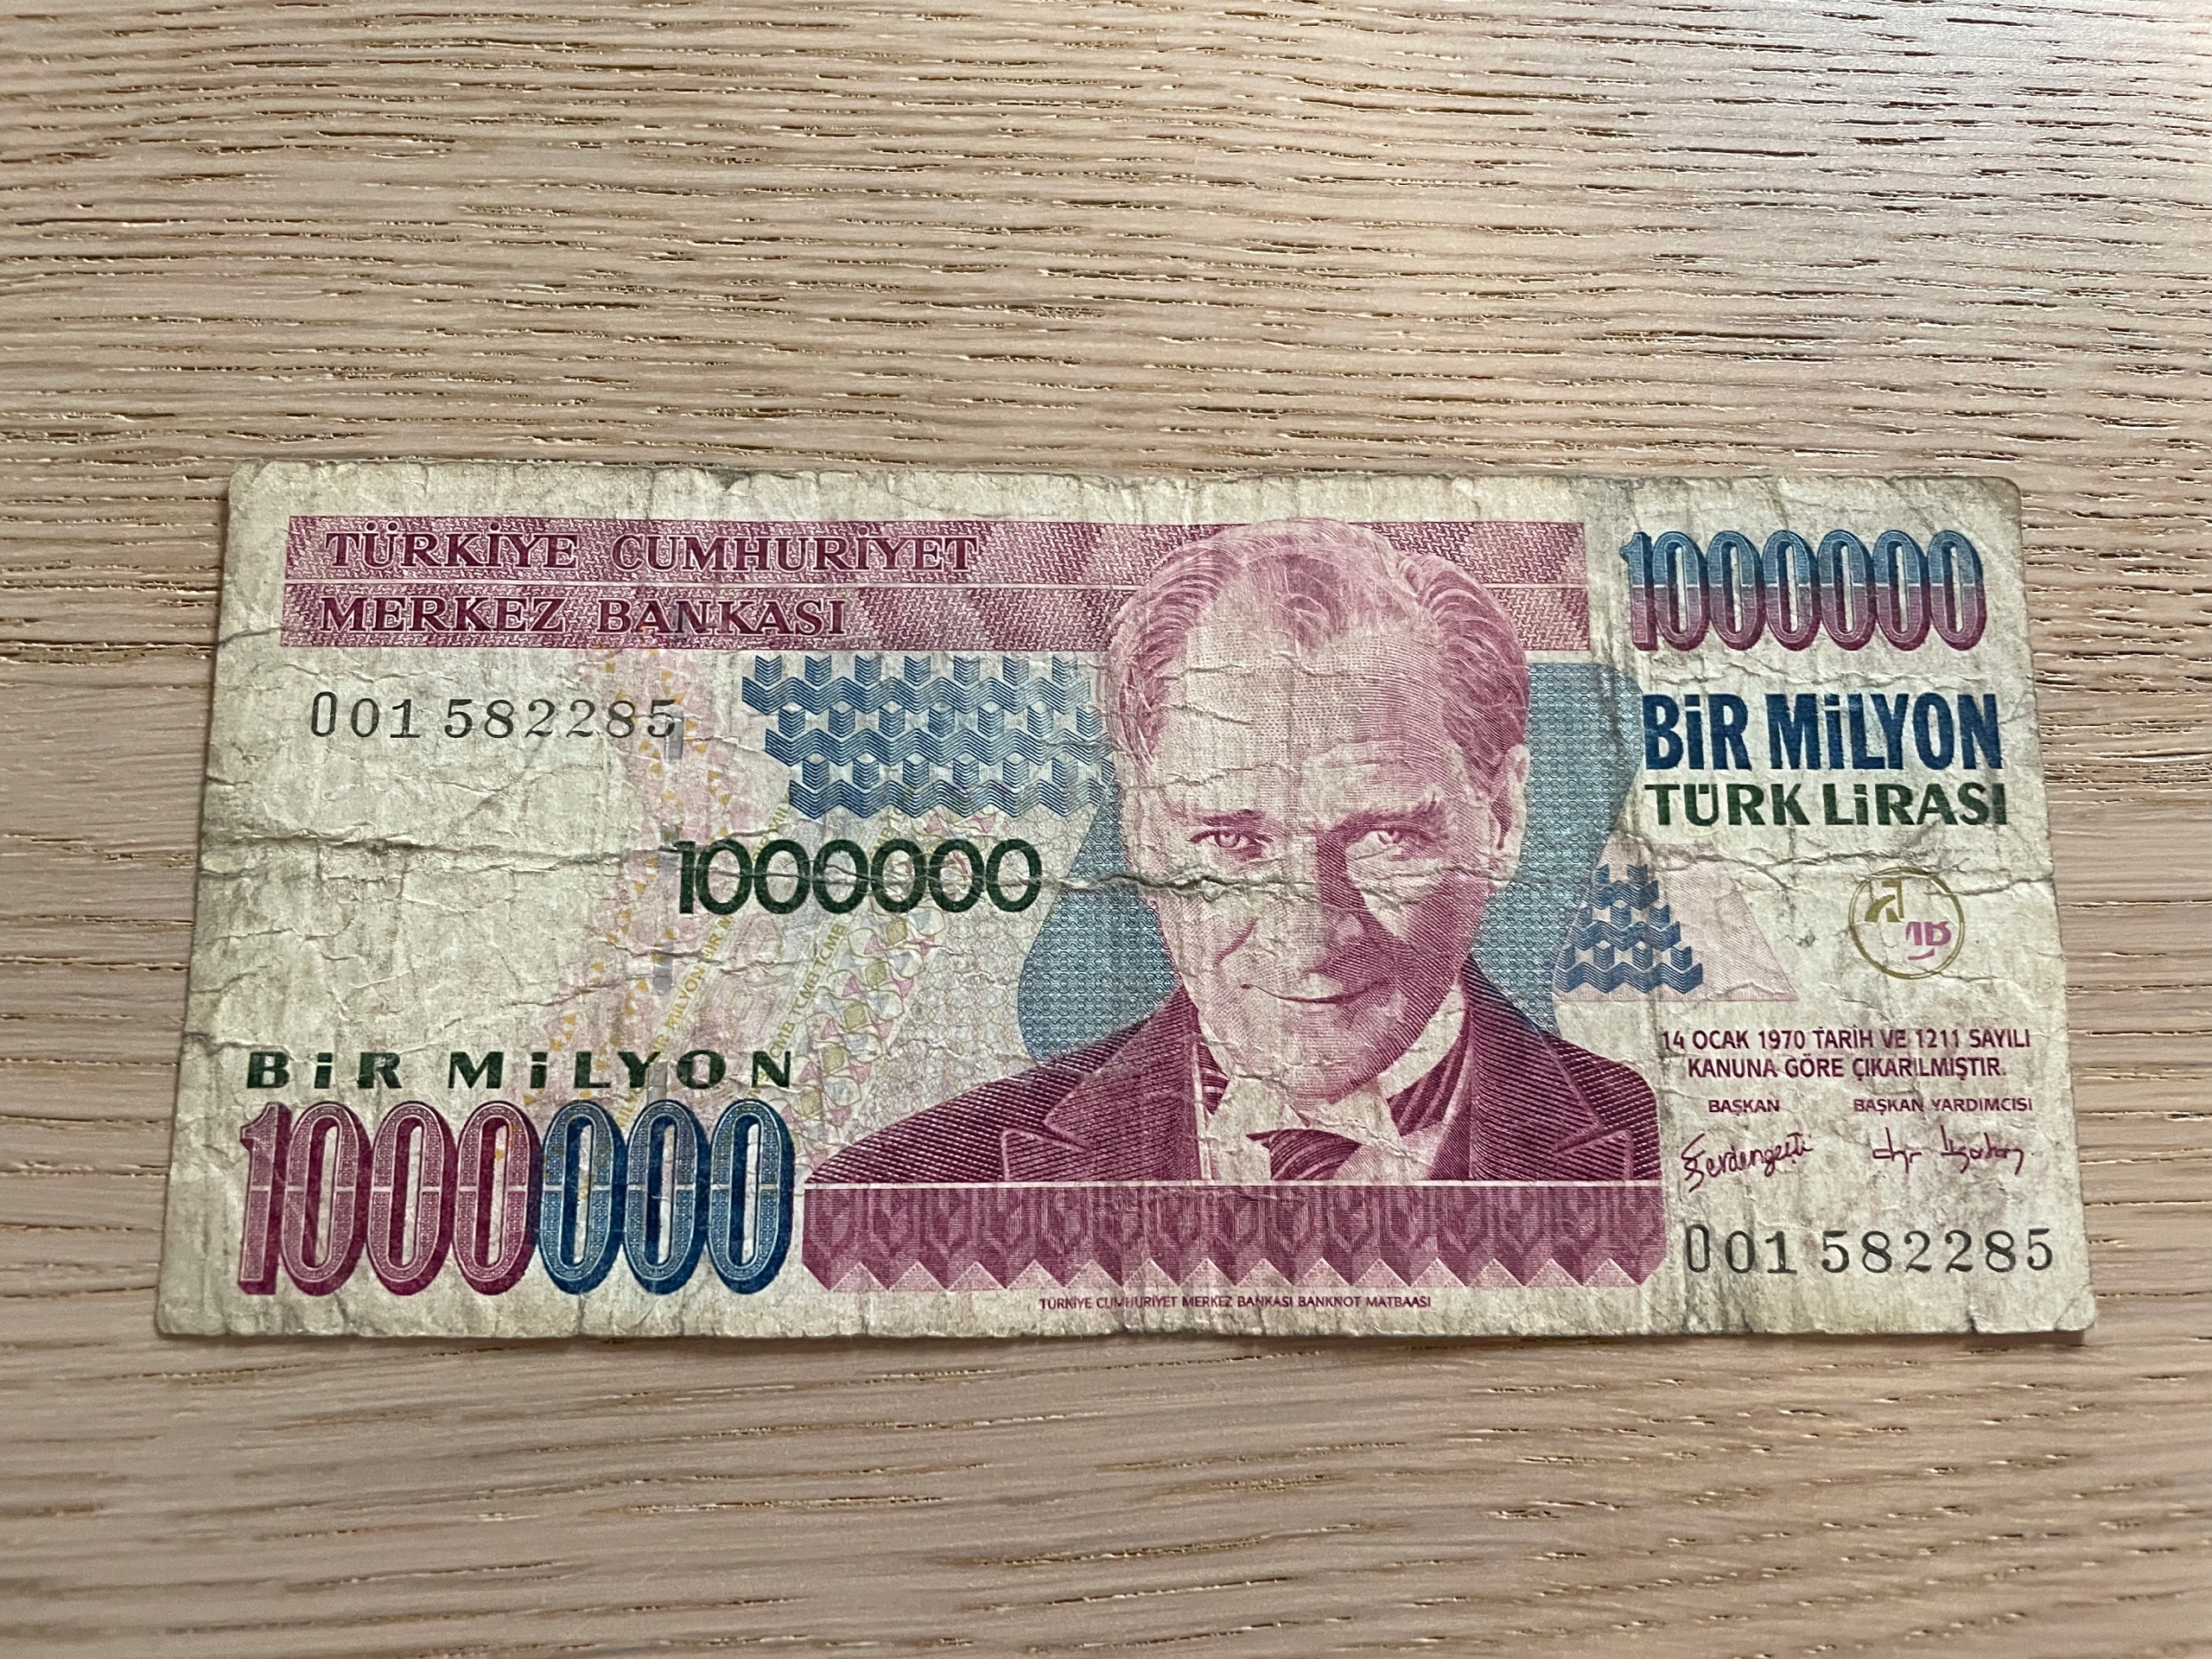 TÜRKİYE CUMHURİYET
MERKEZ BANKASI
1000000
001 582285
BİR MİLYON
TÜRK LİRASI
1000000
14 OCAK 1970 TARİH VE 1211 SAYILI
KANUNA GÖRE ÇIKARILMIŞTIR.
BAŞKAN BAŞKAN YARDIMCISI
BİR MİLYON
1000000
001 582285
TÜRKİYE CUMHURİYET MERKEZ BANKASI BANKNOT MATBAASI